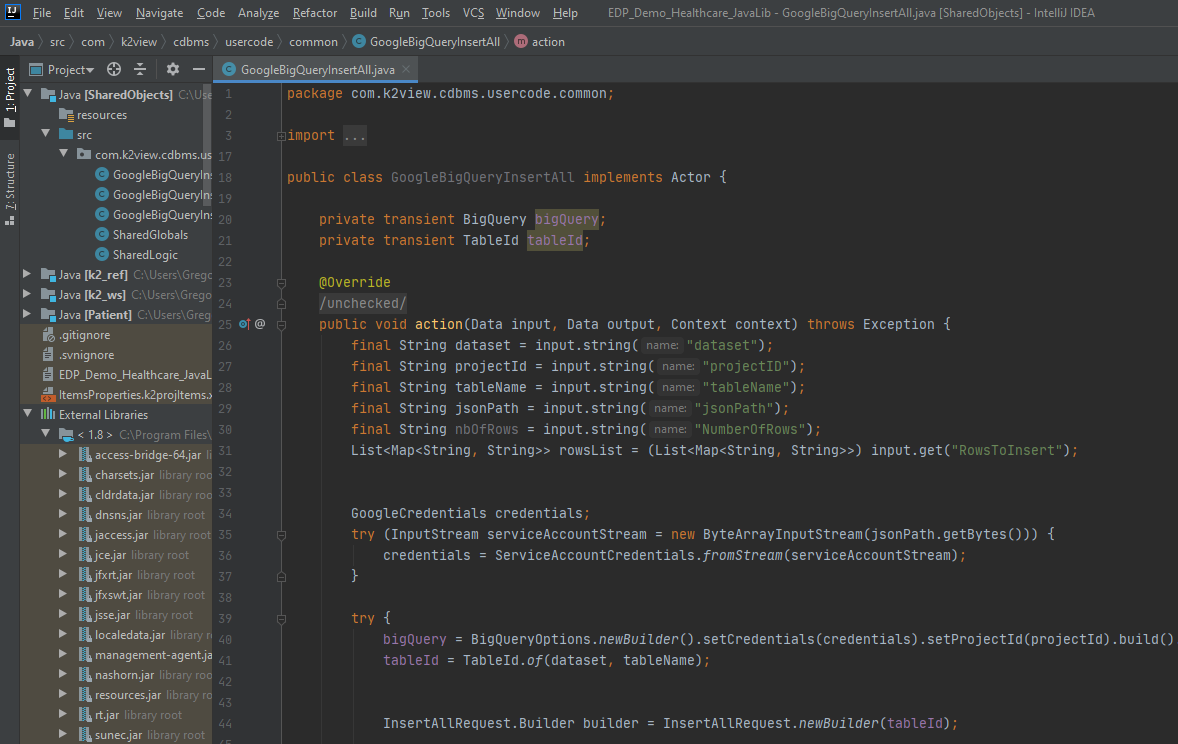 File Edit View Navigate Code Analyze Refactor Build Run Tools VCS Window Help EDP_Demo_Healthcare_JavaLib - GoogleBigQueryInsertAll.java [SharedObjects] - IntelliJ IDEA
Java src com k2view cdbms usercode common GoogleBigQueryInsertAll action
1: Project
7: Structure
Project
Java [SharedObjects] C:\Use
resources
src
com.k2view.cdbms.us
GoogleBigQueryIns
GoogleBigQueryIns
GoogleBigQueryIns
SharedGlobals
SharedLogic
Java [k2_ref] C:\Users\Grego
Java [k2_ws] C:\Users\Grego
Java [Patient] C:\Users\Greg
.gitignore
.svnignore
EDP_Demo_Healthcare_JavaL
ItemsProperties.k2projItems.x
External Libraries
< 1.8 > C:\Program Files\
access-bridge-64.jar li
charsets.jar library roo
cldrdata.jar library roo
dnsns.jar library root
jaccess.jar library root
jce.jar library root
jfxrt.jar library root
jfxswt.jar library root
jsse.jar library root
localedata.jar library r
management-agent.ja
nashorn.jar library roo
resources.jar library ro
rt.jar library root
sunec.jar library root
GoogleBigQueryInsertAll.java
1 package com.k2view.cdbms.usercode.common;
2
3 import ...
17
18 public class GoogleBigQueryInsertAll implements Actor {
19
20 private transient BigQuery bigQuery;
21 private transient TableId tableId;
22
23 @Override
24 /unchecked/
25 @ public void action(Data input, Data output, Context context) throws Exception {
26 final String dataset = input.string( name: "dataset");
27 final String projectId = input.string( name: "projectID");
28 final String tableName = input.string( name: "tableName");
29 final String jsonPath = input.string( name: "jsonPath");
30 final String nbOfRows = input.string( name: "NumberOfRows");
31 List<Map<String, String>> rowsList = (List<Map<String, String>>) input.get("RowsToInsert");
32
33
34 GoogleCredentials credentials;
35 try (InputStream serviceAccountStream = new ByteArrayInputStream(jsonPath.getBytes())) {
36 credentials = ServiceAccountCredentials.fromStream(serviceAccountStream);
37 }
38
39 try {
40 bigQuery = BigQueryOptions.newBuilder().setCredentials(credentials).setProjectId(projectId).build()
41 tableId = TableId.of(dataset, tableName);
42
43
44 InsertAllRequest.Builder builder = InsertAllRequest.newBuilder(tableId);